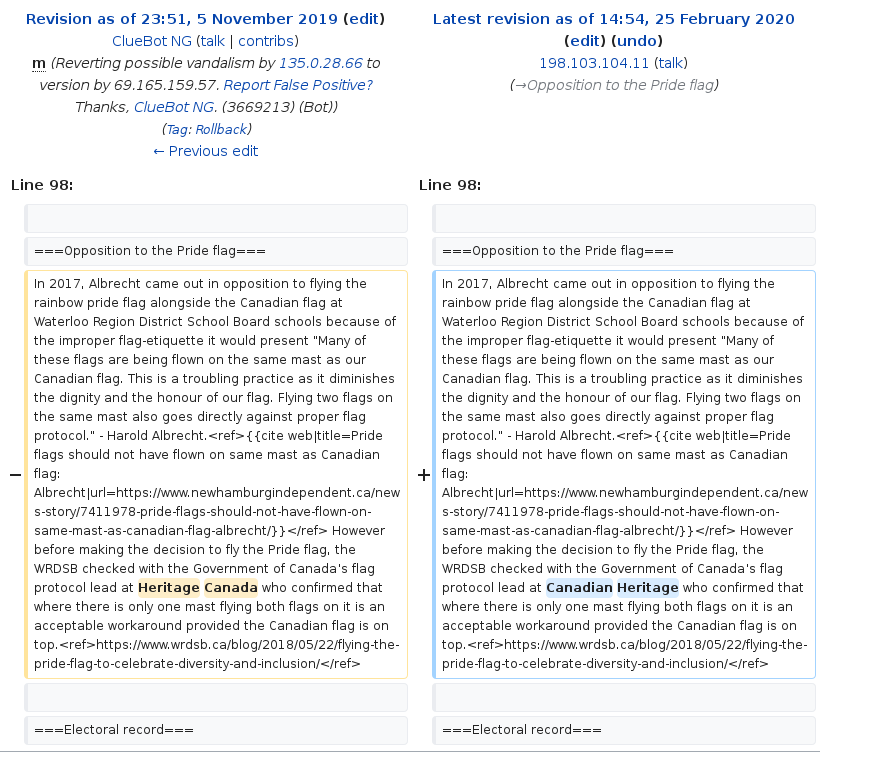 Revision as of 23:51, 5 November 2019 (edit)
ClueBot NG (talk | contribs)
m (Reverting possible vandalism by 135.0.28.66 to
version by 69.165.159.57. Report False Positive?
Thanks, ClueBot NG. (3669213) (Bot))
(Tag: Rollback)
← Previous edit
Latest revision as of 14:54, 25 February 2020
(edit) (undo)
198.103.104.11 (talk)
(→Opposition to the Pride flag)
Line 98:
Line 98:
===Opposition to the Pride flag===
===Opposition to the Pride flag===
−
In 2017, Albrecht came out in opposition to flying the
rainbow pride flag alongside the Canadian flag at
Waterloo Region District School Board schools because of
the improper flag-etiquette it would present "Many of
these flags are being flown on the same mast as our
Canadian flag. This is a troubling practice as it diminishes
the dignity and the honour of our flag. Flying two flags on
the same mast also goes directly against proper flag
protocol." - Harold Albrecht.<ref>{{cite web|title=Pride
flags should not have flown on same mast as Canadian
flag:
Albrecht|url=https://www.newhamburgindependent.ca/new
s-story/7411978-pride-flags-should-not-have-flown-on-
same-mast-as-canadian-flag-albrecht/}}</ref> However
before making the decision to fly the Pride flag, the
WRDSB checked with the Government of Canada's flag
protocol lead at Heritage Canada who confirmed that
where there is only one mast flying both flags on it is an
acceptable workaround provided the Canadian flag is on
top.<ref>https://www.wrdsb.ca/blog/2018/05/22/flying-the-
pride-flag-to-celebrate-diversity-and-inclusion/</ref>
+
In 2017, Albrecht came out in opposition to flying the
rainbow pride flag alongside the Canadian flag at
Waterloo Region District School Board schools because of
the improper flag-etiquette it would present "Many of
these flags are being flown on the same mast as our
Canadian flag. This is a troubling practice as it diminishes
the dignity and the honour of our flag. Flying two flags on
the same mast also goes directly against proper flag
protocol." - Harold Albrecht.<ref>{{cite web|title=Pride
flags should not have flown on same mast as Canadian
flag:
Albrecht|url=https://www.newhamburgindependent.ca/new
s-story/7411978-pride-flags-should-not-have-flown-on-
same-mast-as-canadian-flag-albrecht/}}</ref> However
before making the decision to fly the Pride flag, the
WRDSB checked with the Government of Canada's flag
protocol lead at Canadian Heritage who confirmed that
where there is only one mast flying both flags on it is an
acceptable workaround provided the Canadian flag is on
top.<ref>https://www.wrdsb.ca/blog/2018/05/22/flying-the-
pride-flag-to-celebrate-diversity-and-inclusion/</ref>
===Electoral record===
===Electoral record===